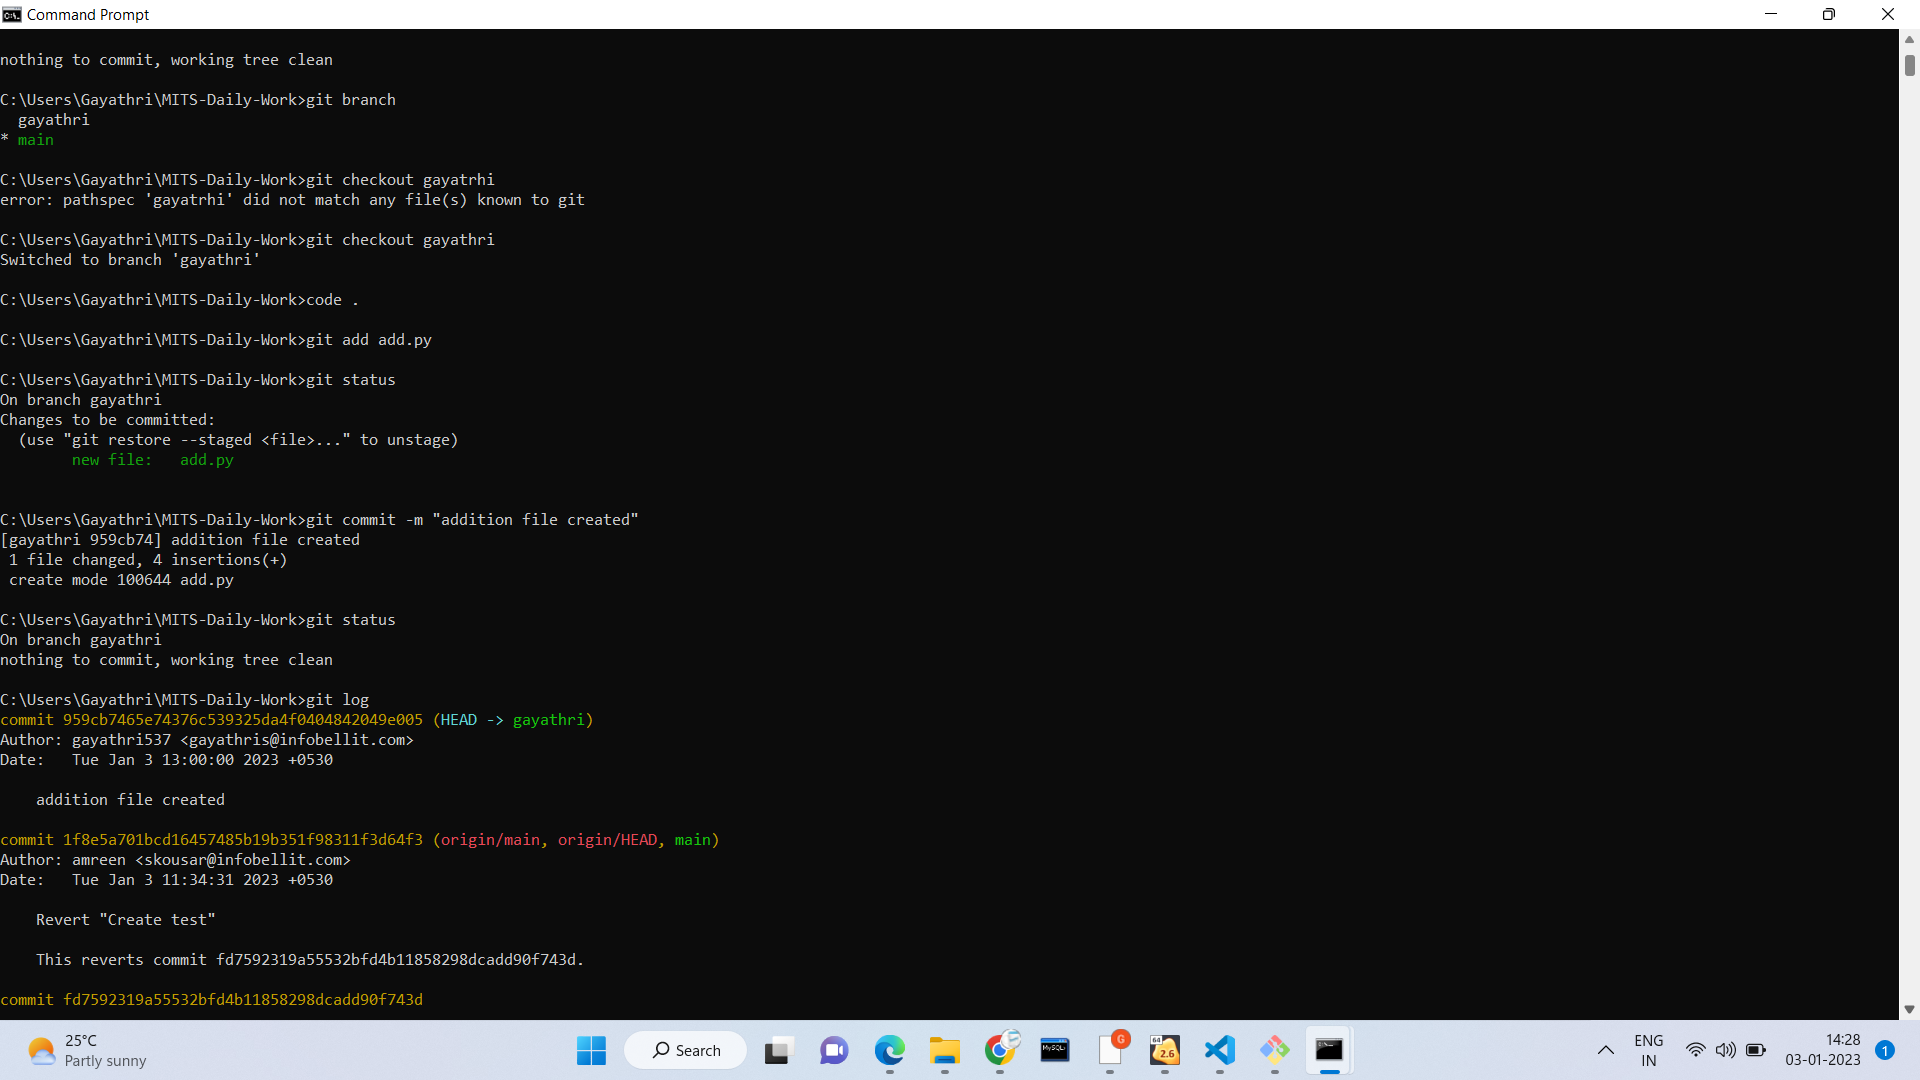 Command Prompt
nothing to commit, working tree clean
C:\Users\Gayathri\MITS-Daily-Work>git branch
  gayathri
* main
C:\Users\Gayathri\MITS-Daily-Work>git checkout gayatrhi
error: pathspec 'gayatrhi' did not match any file(s) known to git
C:\Users\Gayathri\MITS-Daily-Work>git checkout gayathri
Switched to branch 'gayathri'
C:\Users\Gayathri\MITS-Daily-Work>code .
C:\Users\Gayathri\MITS-Daily-Work>git add add.py
C:\Users\Gayathri\MITS-Daily-Work>git status
On branch gayathri
Changes to be committed:
  (use "git restore --staged <file>..." to unstage)
        new file:   add.py
C:\Users\Gayathri\MITS-Daily-Work>git commit -m "addition file created"
[gayathri 959cb74] addition file created
 1 file changed, 4 insertions(+)
 create mode 100644 add.py
C:\Users\Gayathri\MITS-Daily-Work>git status
On branch gayathri
nothing to commit, working tree clean
C:\Users\Gayathri\MITS-Daily-Work>git log
commit 959cb7465e74376c539325da4f0404842049e005 (HEAD -> gayathri)
Author: gayathri537 <gayathris@infobellit.com>
Date:   Tue Jan 3 13:00:00 2023 +0530
    addition file created
commit 1f8e5a701bcd16457485b19b351f98311f3d64f3 (origin/main, origin/HEAD, main)
Author: amreen <skousar@infobellit.com>
Date:   Tue Jan 3 11:34:31 2023 +0530
    Revert "Create test"
    This reverts commit fd7592319a55532bfd4b11858298dcadd90f743d.
commit fd7592319a55532bfd4b11858298dcadd90f743d
25°C
Partly sunny
Search
MySQL
G
64
2.6
ENG
IN
14:28
03-01-2023
1